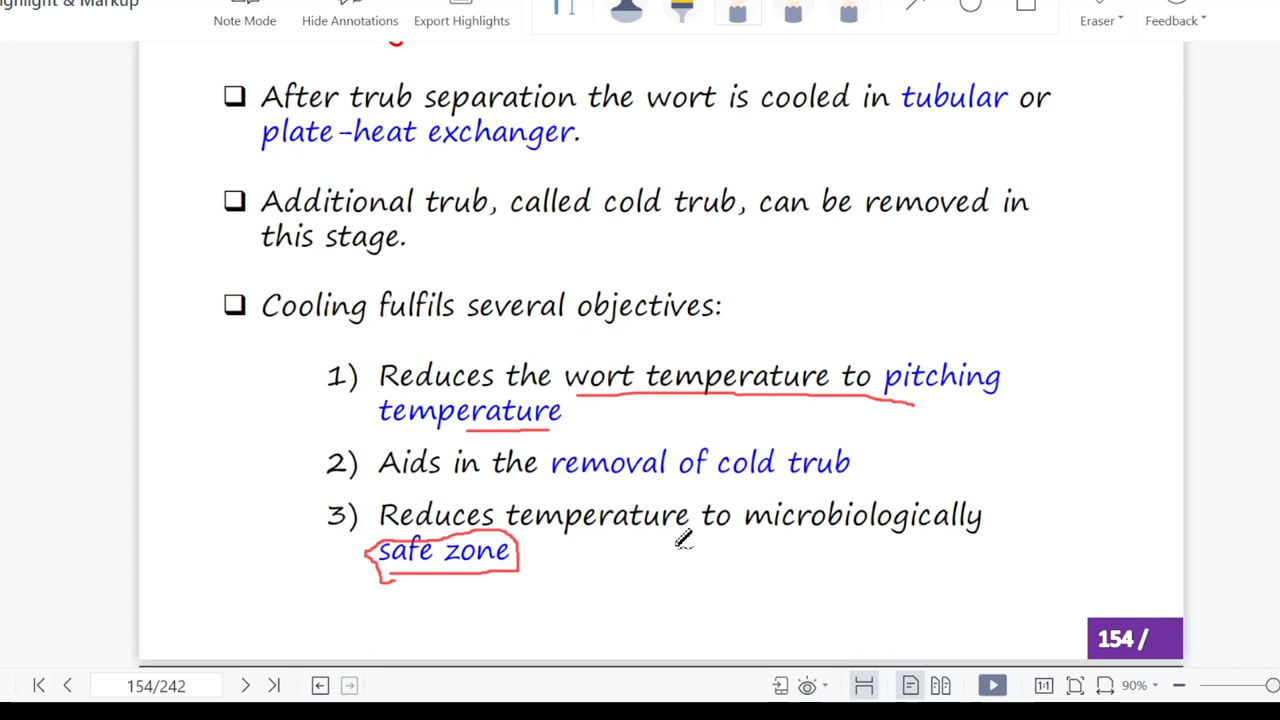 Highlight & Markup
Note Mode
Hide Annotations
Export Highlights
Eraser
Feedback
❑ After trub separation the wort is cooled in tubular or
plate-heat exchanger.
❑ Additional trub, called cold trub, can be removed in
this stage.
❑ Cooling fulfils several objectives:
1) Reduces the wort temperature to pitching
temperature
2) Aids in the removal of cold trub
3) Reduces temperature to microbiologically
safe zone
154 /
154/242
1:1
90%